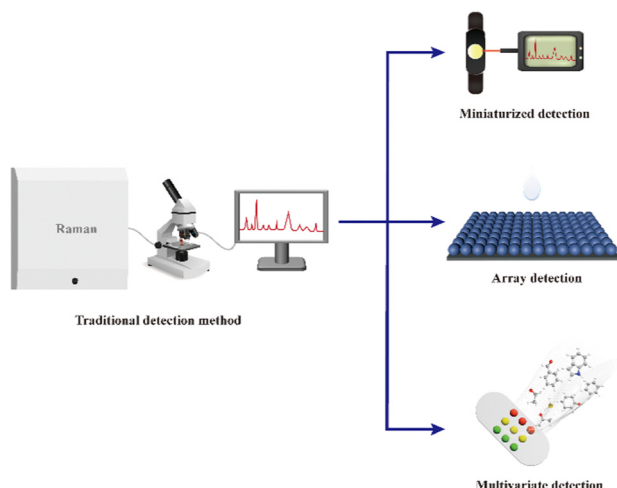 Miniaturized detection
Raman
Array detection
Traditional detection method
Multivariate detection